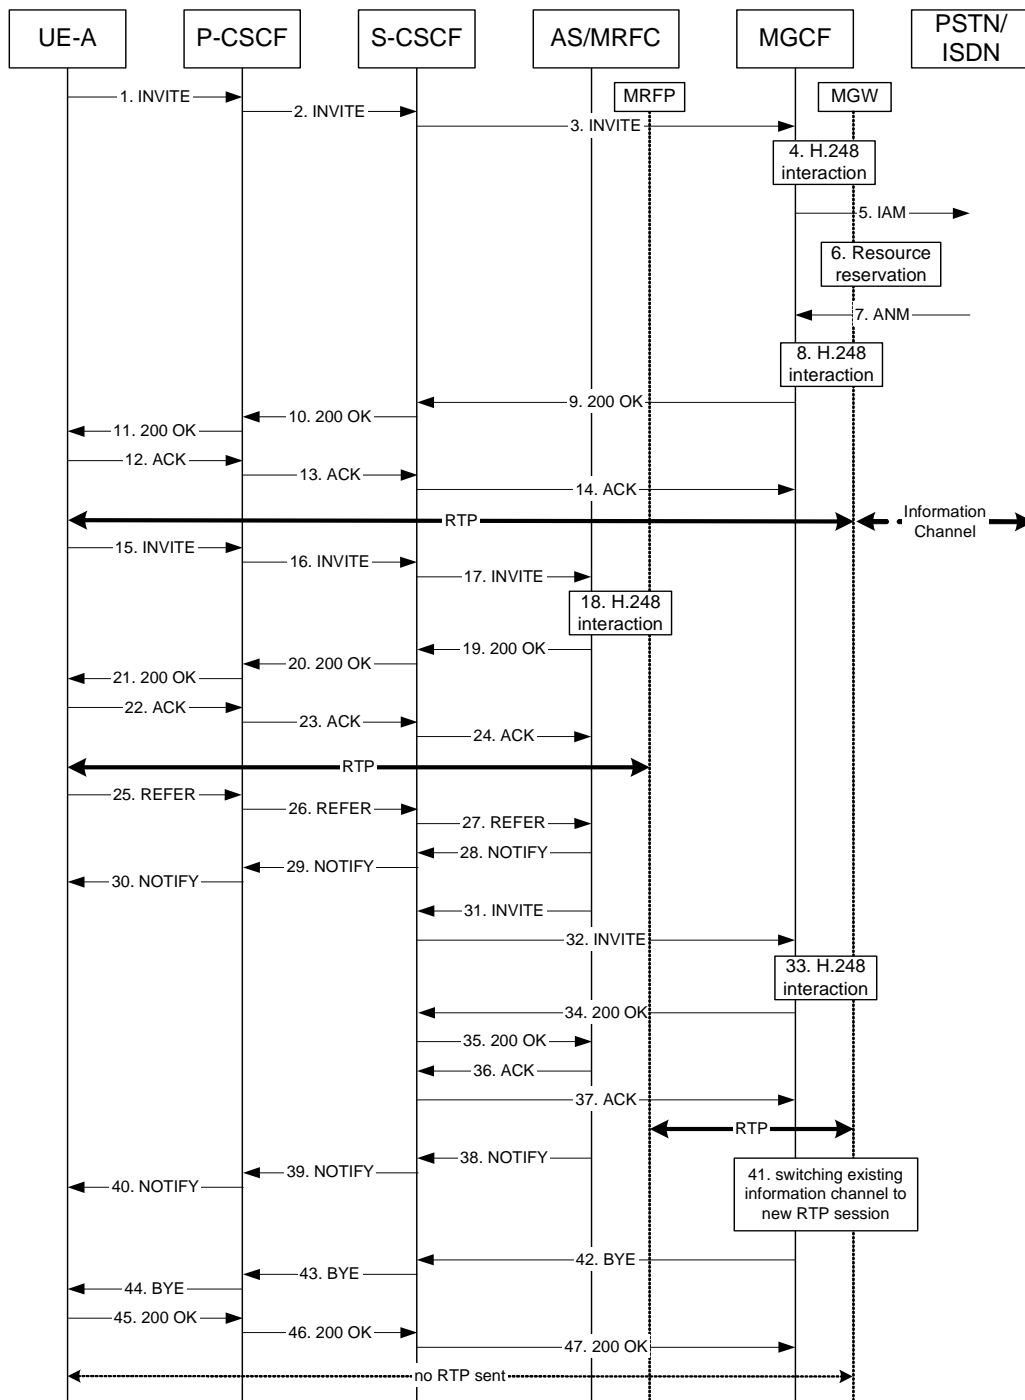 UE-A
P-CSCF
S-CSCF
AS/MRFC
MGCF
PSTN/
ISDN
MRFP
MGW
1. INVITE
2. INVITE
3. INVITE
4. H.248
interaction
5. IAM
6. Resource
reservation
7. ANM
8. H.248
interaction
9. 200 OK
10. 200 OK
11. 200 OK
12. ACK
13. ACK
14. ACK
RTP
Information
Channel
15. INVITE
16. INVITE
17. INVITE
18. H.248
interaction
19. 200 OK
20. 200 OK
21. 200 OK
22. ACK
23. ACK
24. ACK
RTP
25. REFER
26. REFER
27. REFER
28. NOTIFY
29. NOTIFY
30. NOTIFY
31. INVITE
32. INVITE
33. H.248
interaction
34. 200 OK
35. 200 OK
36. ACK
37. ACK
RTP
38. NOTIFY
39. NOTIFY
40. NOTIFY
41. switching existing
information channel to
new RTP session
42. BYE
43. BYE
44. BYE
45. 200 OK
46. 200 OK
47. 200 OK
no RTP sent